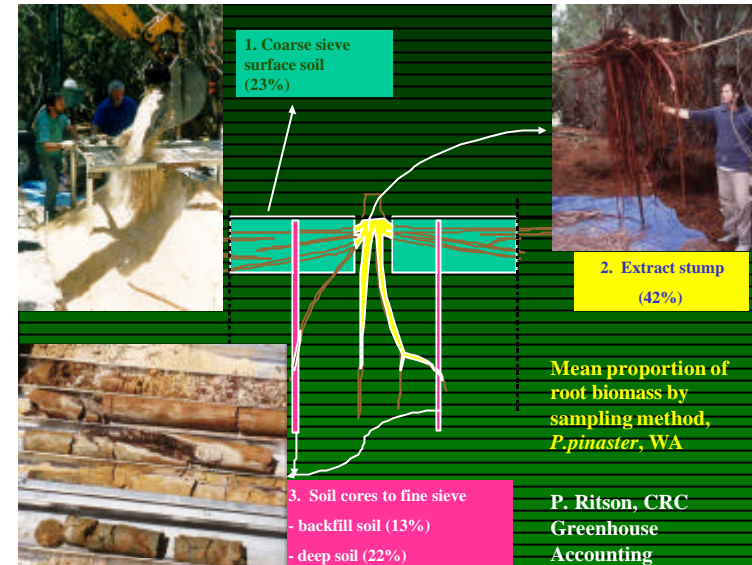 1. Coarse sieve
surface soil
(23%)
2. Extract stump
(42%)
Mean proportion of
root biomass by
sampling method,
P.pinaster, WA
3. Soil cores to fine sieve
- backfill soil (13%)
- deep soil (22%)
P. Ritson, CRC
Greenhouse
Accounting